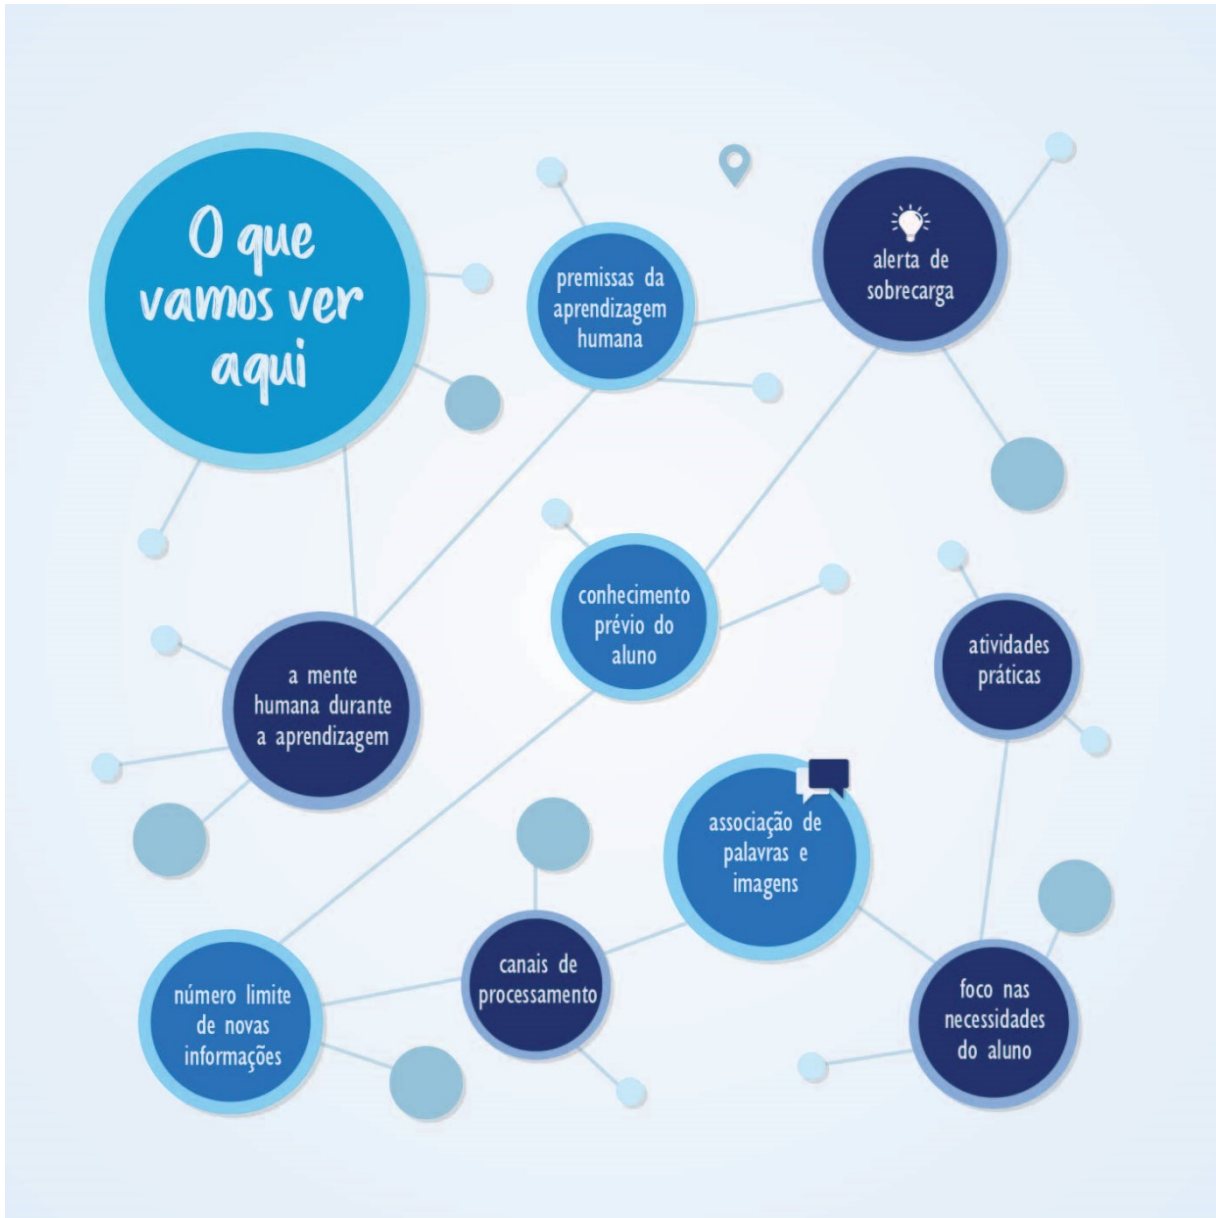 O que
vamos ver
aqui
a mente
humana durante
a aprendizagem
premissas da
aprendizagem
humana
alerta de
sobrecarga
conhecimento
prévio do
aluno
número limite
de novas
informações
canais de
processamento
associação de
palavras e
imagens
foco nas
necessidades
do aluno
atividades
práticas